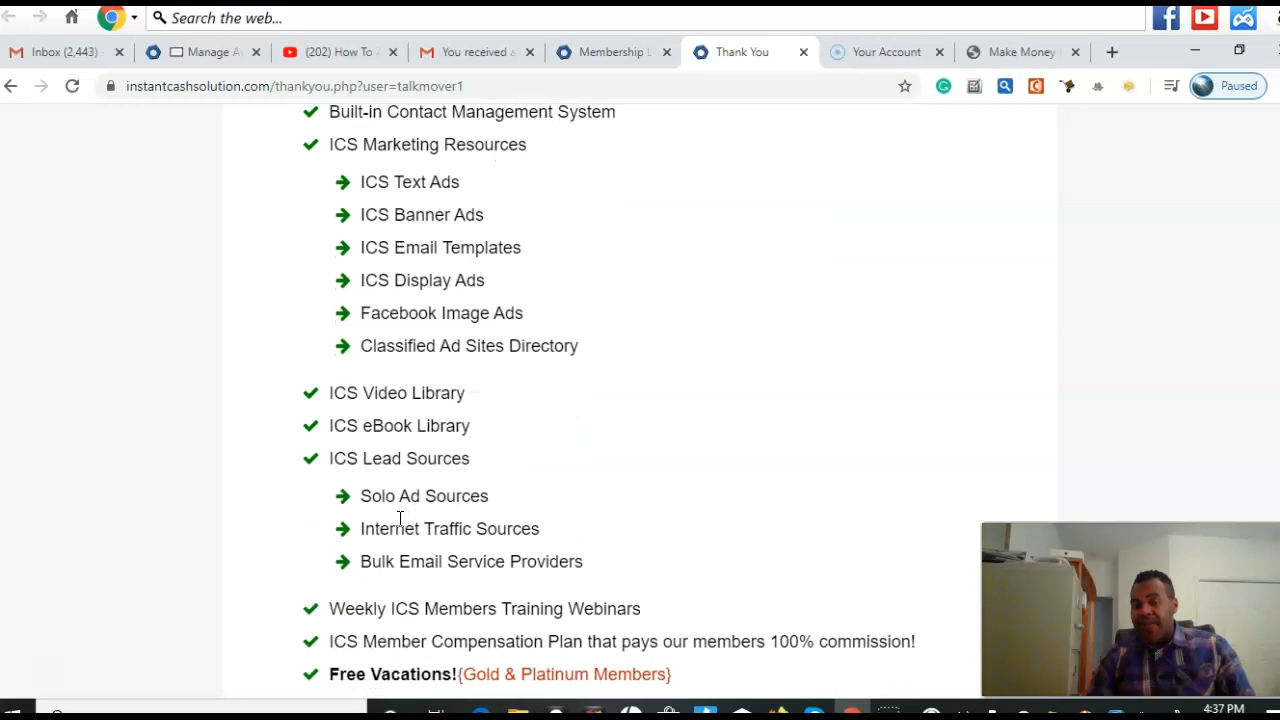 Search the web...
Inbox (2,443)
Manage A
(202) How To
You received
Membership L
Thank You
Your Account
Make Money
instantcashsolution.com/thankyou.php?user=talkmover1
Paused
Built-in Contact Management System
ICS Marketing Resources
ICS Text Ads
ICS Banner Ads
ICS Email Templates
ICS Display Ads
Facebook Image Ads
Classified Ad Sites Directory
ICS Video Library
ICS eBook Library
ICS Lead Sources
Solo Ad Sources
Internet Traffic Sources
Bulk Email Service Providers
Weekly ICS Members Training Webinars
ICS Member Compensation Plan that pays our members 100% commission!
Free Vacations!{Gold & Platinum Members}
4:37 PM